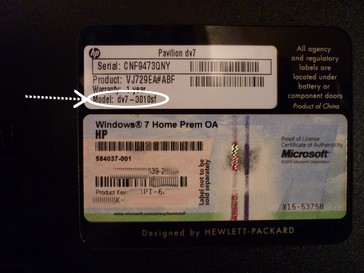 hp
Pavilion dv7
Serial: CNF9473QNY
Product: VJ729EA#ABF
Warranty: 1 year
Model: dv7-3010sf
All agency
and regulatory
labels are
located under
battery or
component doors
Product of China
Windows® 7 Home Prem OA
HP
584037-001
Product Key:
Label not to be
sold separately
Proof of License
Certificate of Authenticity
Microsoft®
X15-53758
Designed by HEWLETT-PACKARD